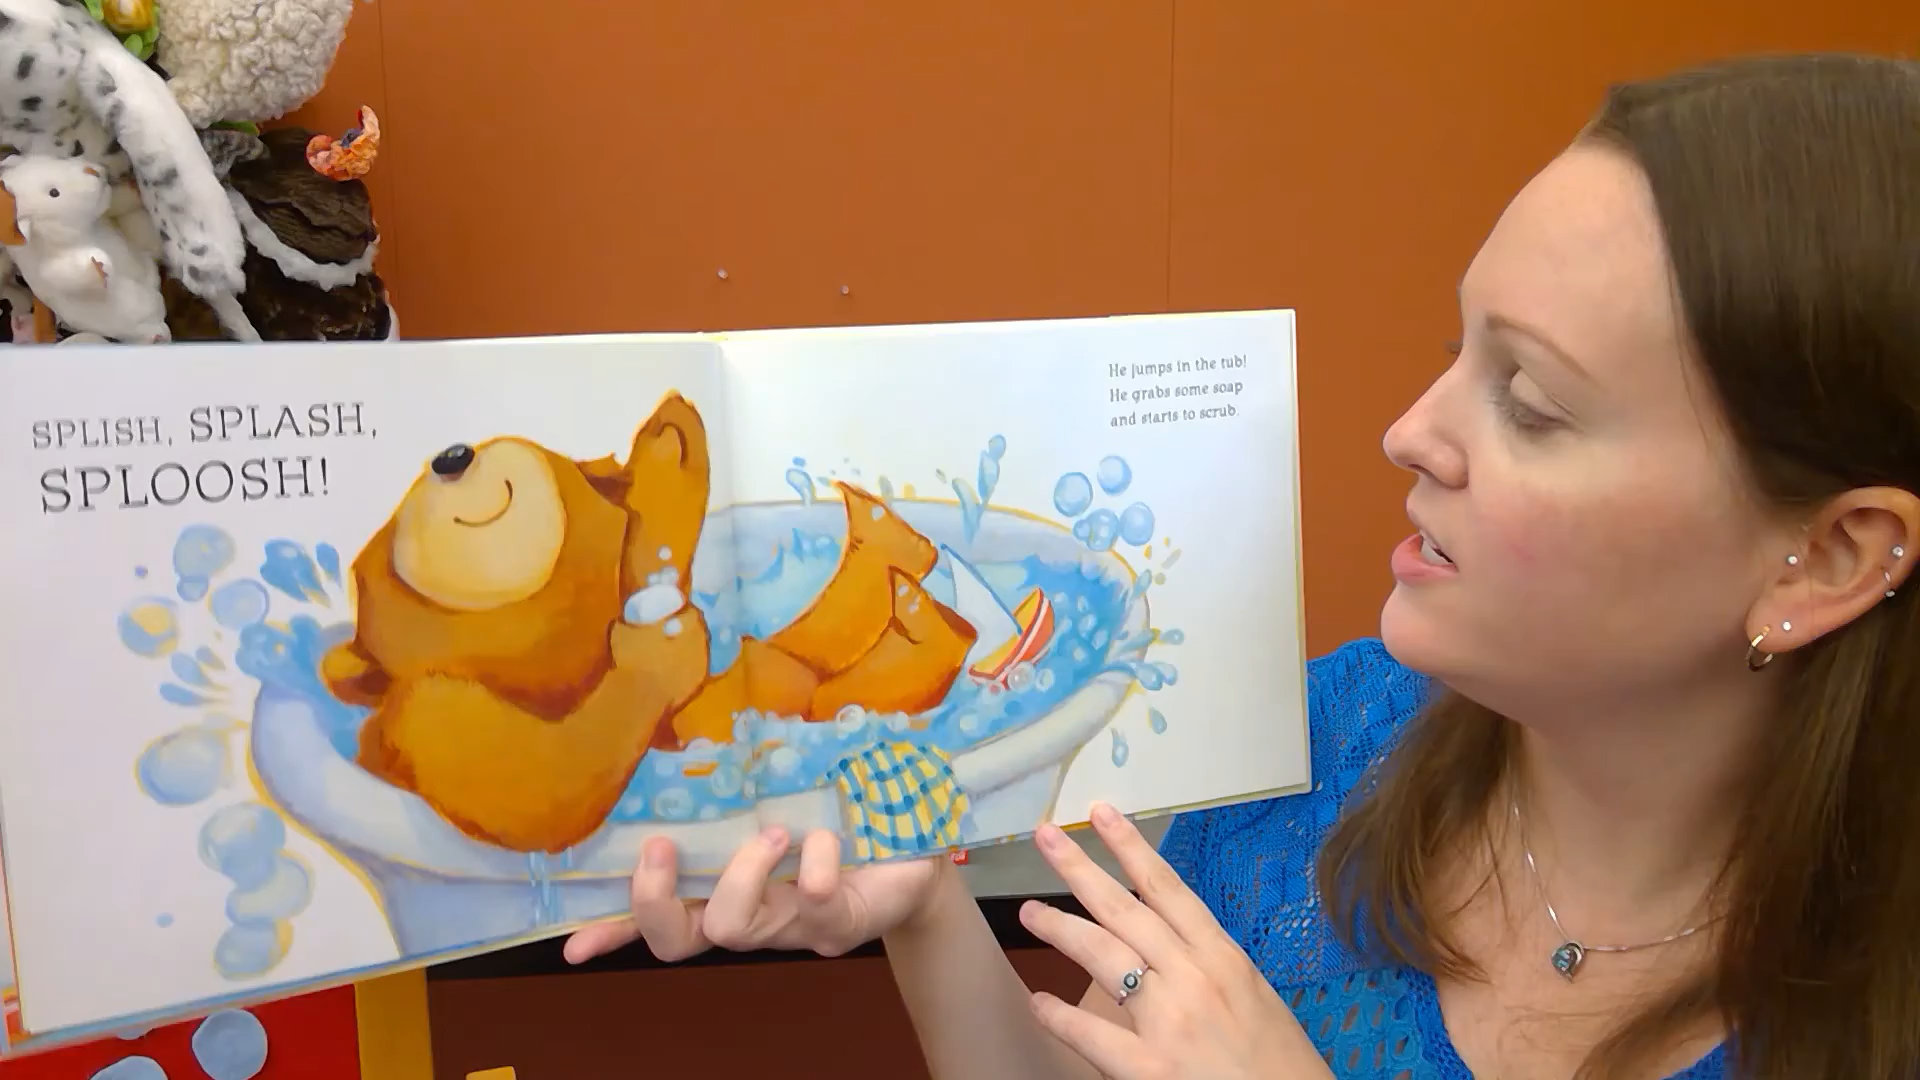 SPLISH, SPLASH,
SPLOOSH!
He jumps in the tub!
He grabs some soap
and starts to scrub.